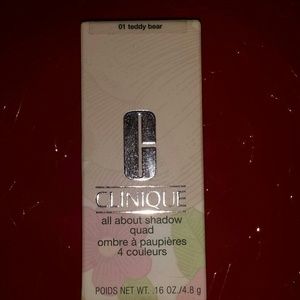 01 teddy bear
CLINIQUE
all about shadow
quad
ombre à paupières
4 couleurs
POIDS NET WT. .16 OZ./4.8 g